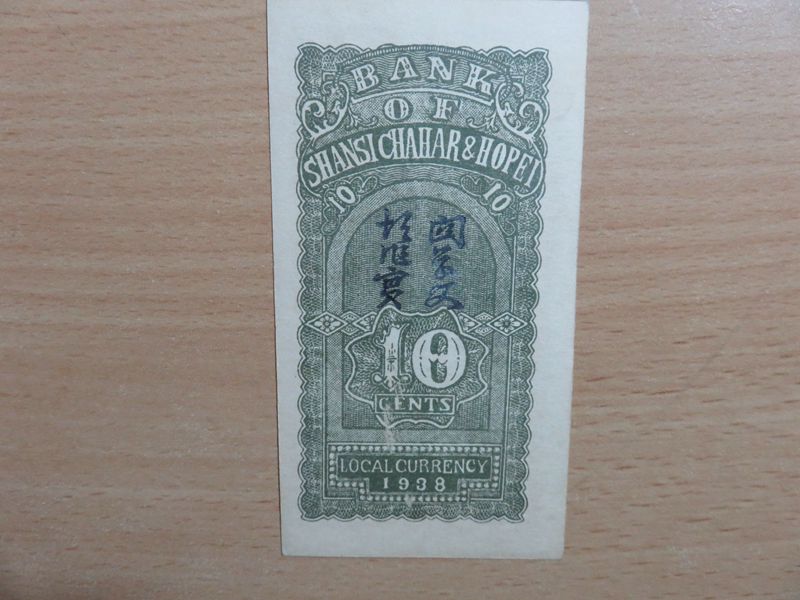 BANK
OF
SHANSI CHAHAR & HOPEI
10 10
10
CENTS
LOCAL CURRENCY
1938